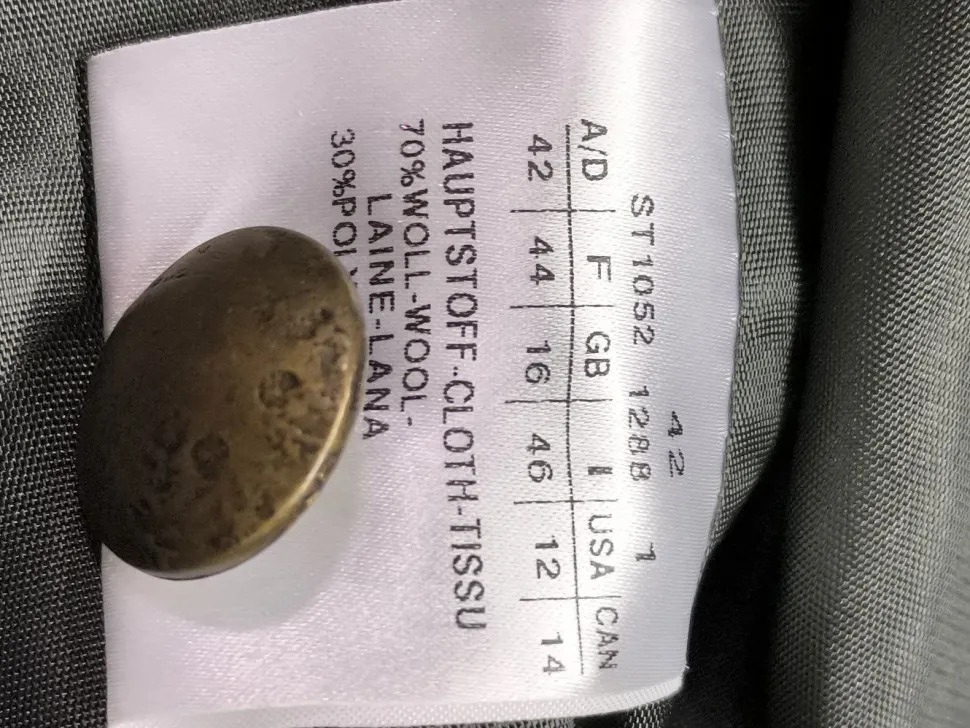 42
ST1052 1288 1
A/D F GB I USA CAN
42 44 16 46 12 14
HAUPTSTOFF-CLOTH-TISSU
70%WOLL-WOOL-
LAINE-LANA
30%